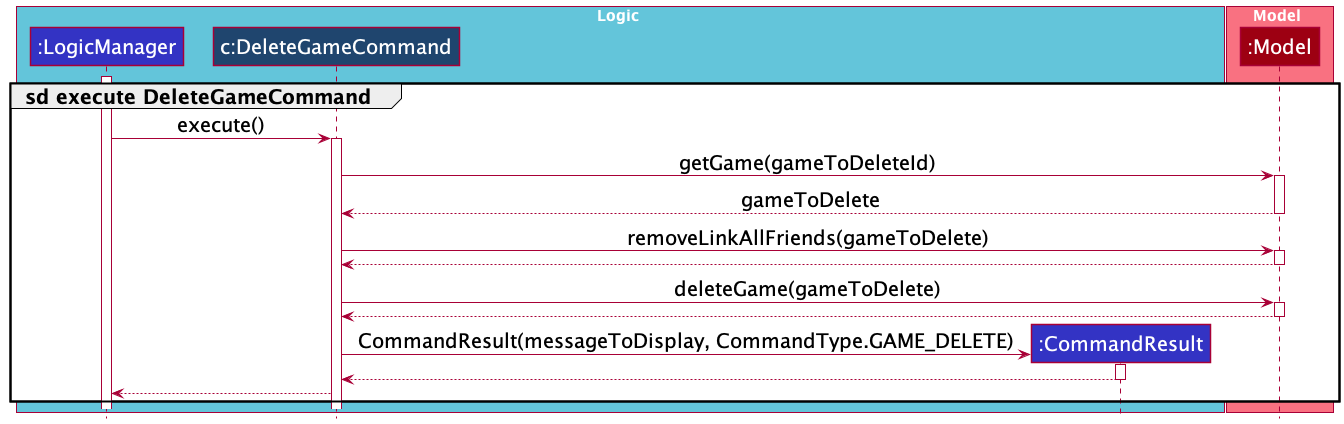 Logic
Model
:LogicManager
c:DeleteGameCommand
:Model
sd execute DeleteGameCommand
execute()
getGame(gameToDeleteId)
gameToDelete
removeLinkAllFriends(gameToDelete)
deleteGame(gameToDelete)
CommandResult(messageToDisplay, CommandType.GAME_DELETE)
:CommandResult